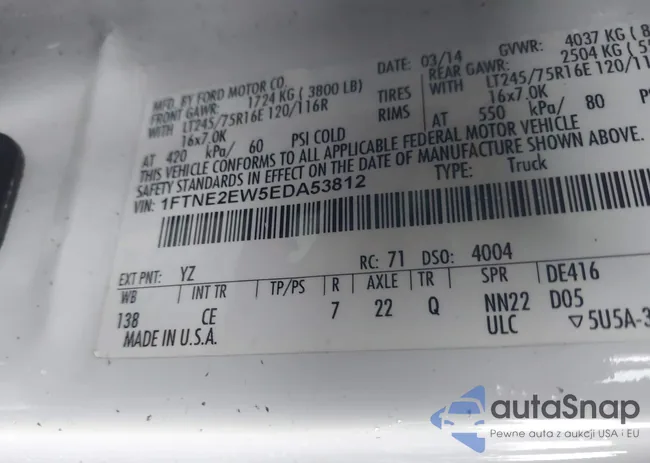 MFD. BY FORD MOTOR CO. DATE: 03/14 GVWR: 4037 KG
FRONT GAWR: 1724 KG (3800 LB) REAR GAWR: 2504 KG
WITH LT245/75R16E 120/116R TIRES WITH LT245/75R16E 120/116
16x7.0K RIMS 16x7.0K
AT 420 kPa/ 60 PSI COLD AT 550 kPa/ 80
THIS VEHICLE CONFORMS TO ALL APPLICABLE FEDERAL MOTOR VEHICLE
SAFETY STANDARDS IN EFFECT ON THE DATE OF MANUFACTURE SHOWN ABOVE.
VIN: 1FTNE2EW5EDA53812 TYPE: Truck
EXT PNT: YZ RC: 71 DSO: 4004
WB INT TR TP/PS R AXLE TR SPR DE416
138 CE 7 22 Q NN22 D05
MADE IN U.S.A. ULC ▽5U5A-3
autaSnap
Pewne auta z aukcji USA i EU